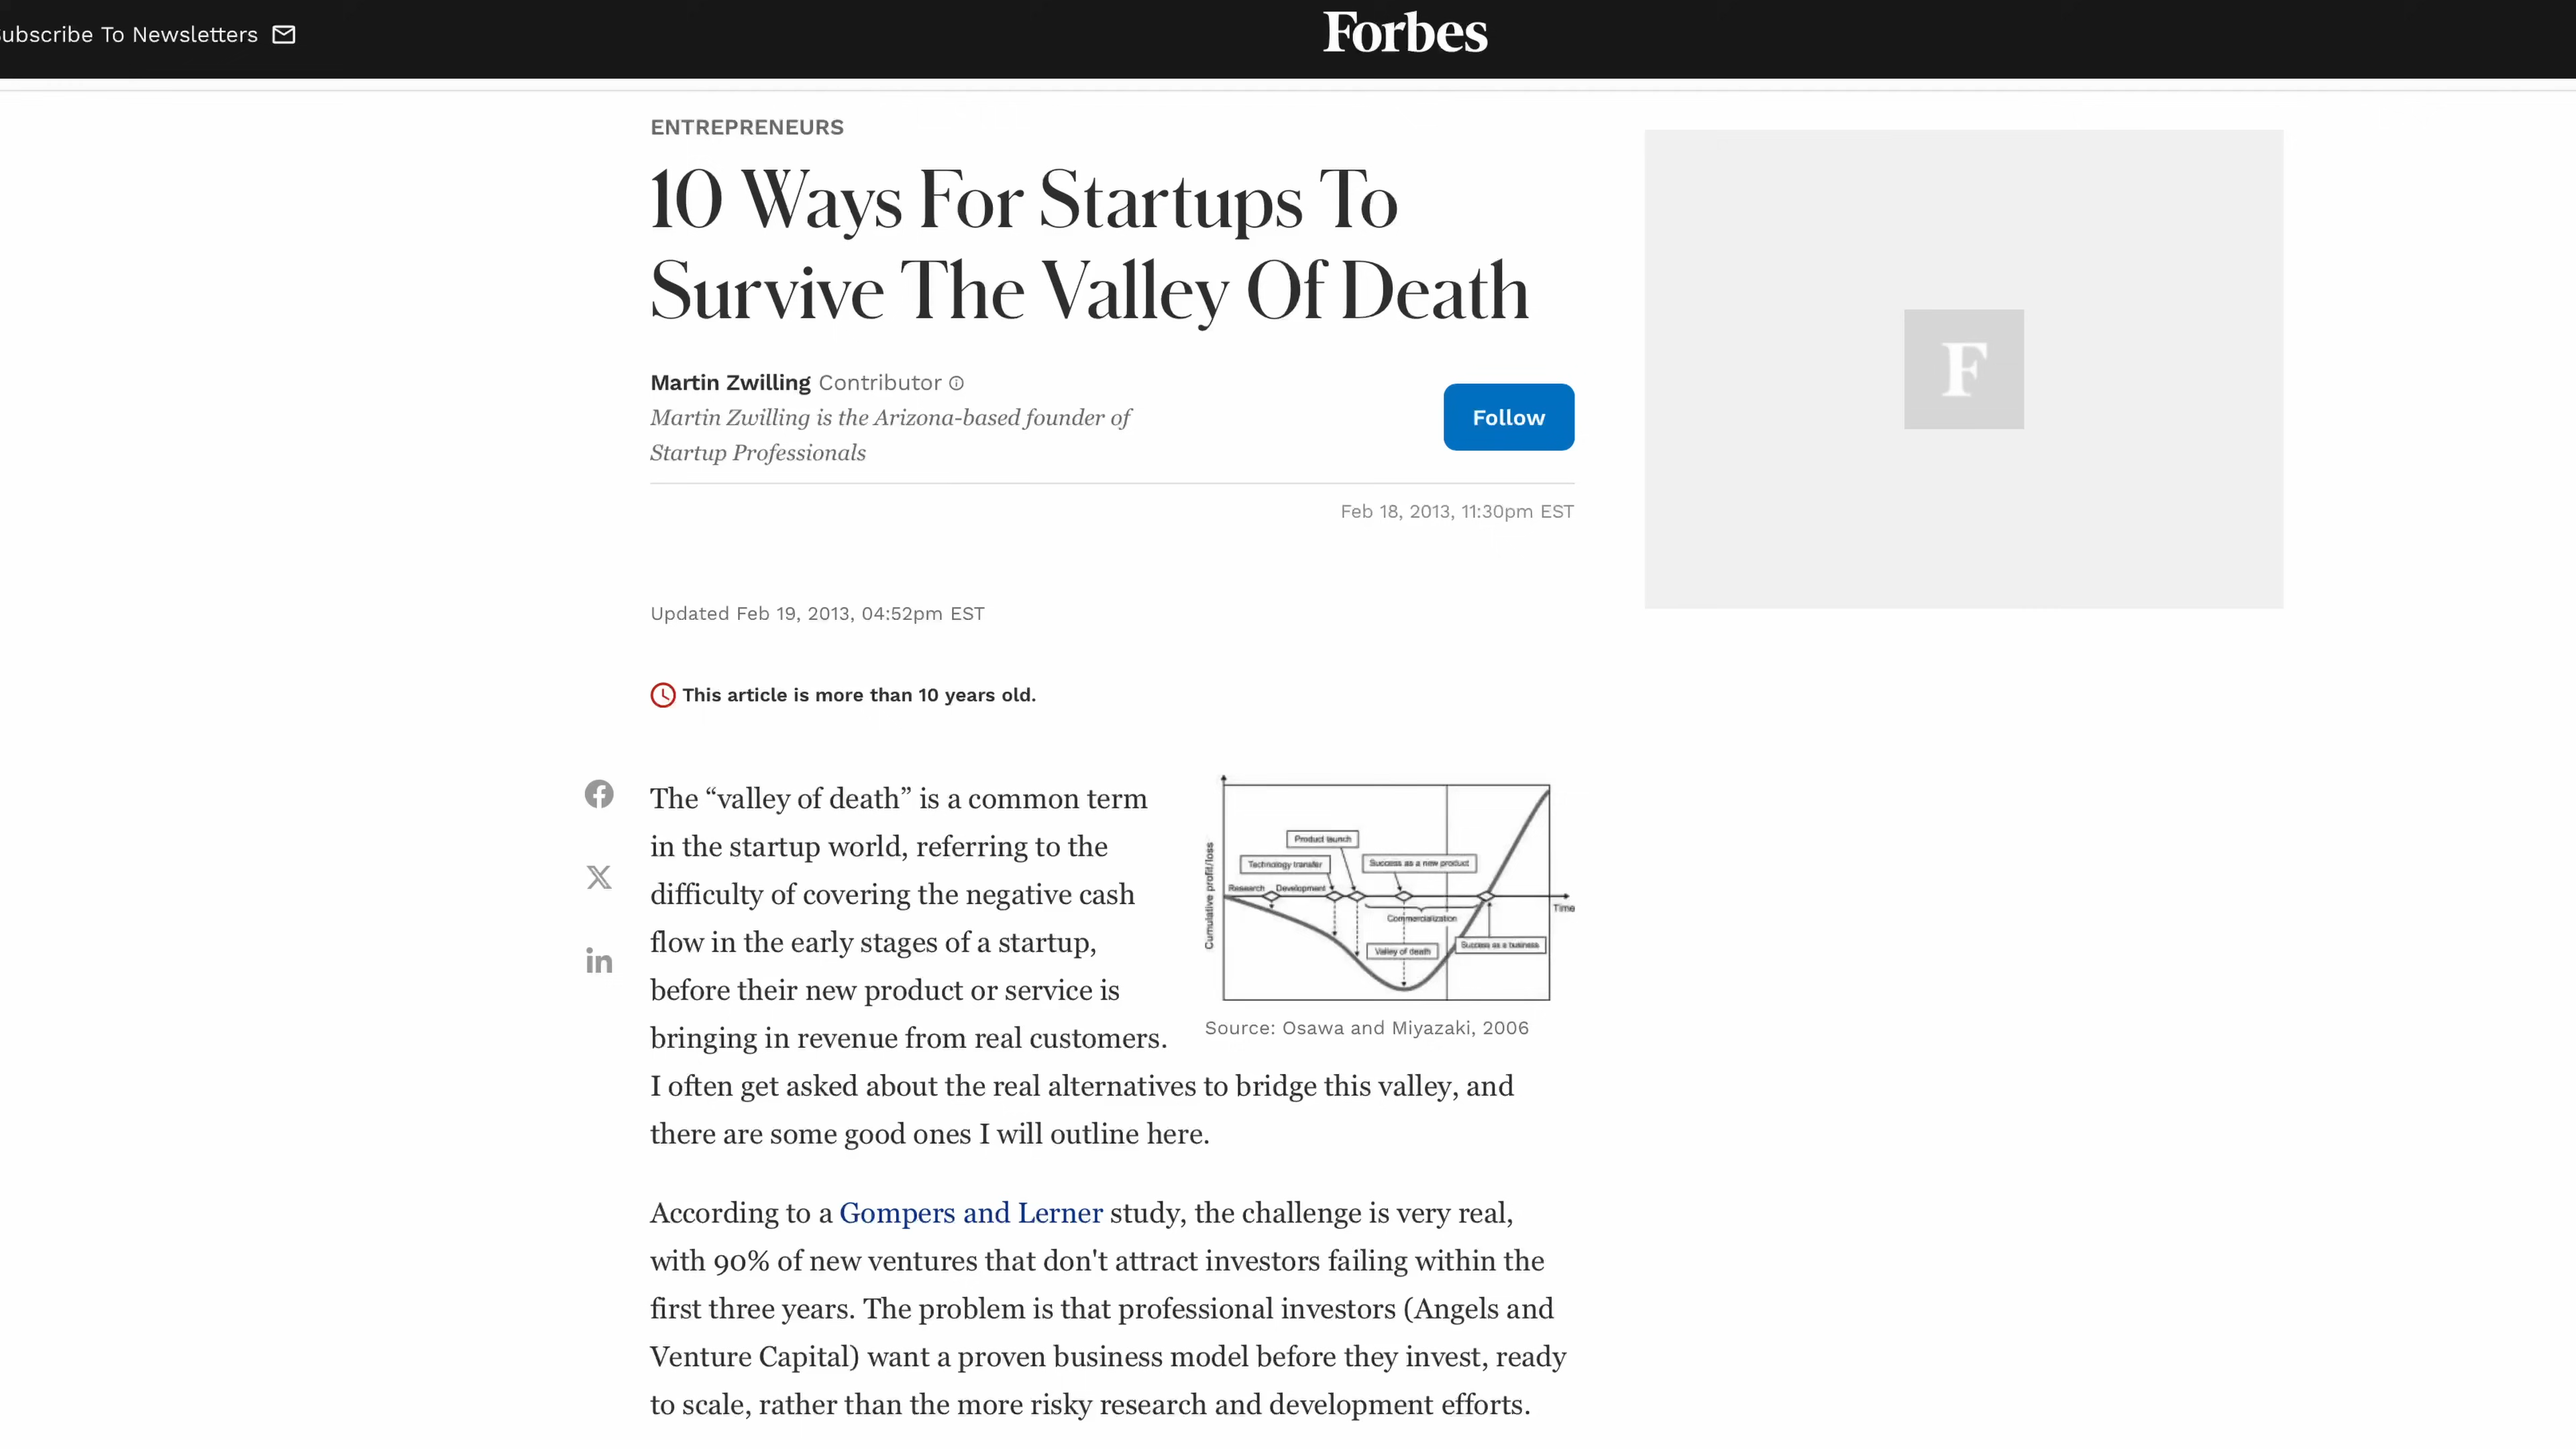 ubscribe To Newsletters
Forbes
ENTREPRENEURS
10 Ways For Startups To
Survive The Valley Of Death
Martin Zwilling Contributor
Martin Zwilling is the Arizona-based founder of
Startup Professionals
Follow
Feb 18, 2013, 11:30pm EST
F
Updated Feb 19, 2013, 04:52pm EST
This article is more than 10 years old.
The “valley of death” is a common term
in the startup world, referring to the
difficulty of covering the negative cash
flow in the early stages of a startup,
before their new product or service is
bringing in revenue from real customers.
I often get asked about the real alternatives to bridge this valley, and
there are some good ones I will outline here.
Cumulative profit/loss
Product launch
Technology transfer
Success as a new product
Research
Development
Time
Commercialization
Valley of death
Success as a business
Source: Osawa and Miyazaki, 2006
According to a Gompers and Lerner study, the challenge is very real,
with 90% of new ventures that don't attract investors failing within the
first three years. The problem is that professional investors (Angels and
Venture Capital) want a proven business model before they invest, ready
to scale, rather than the more risky research and development efforts.